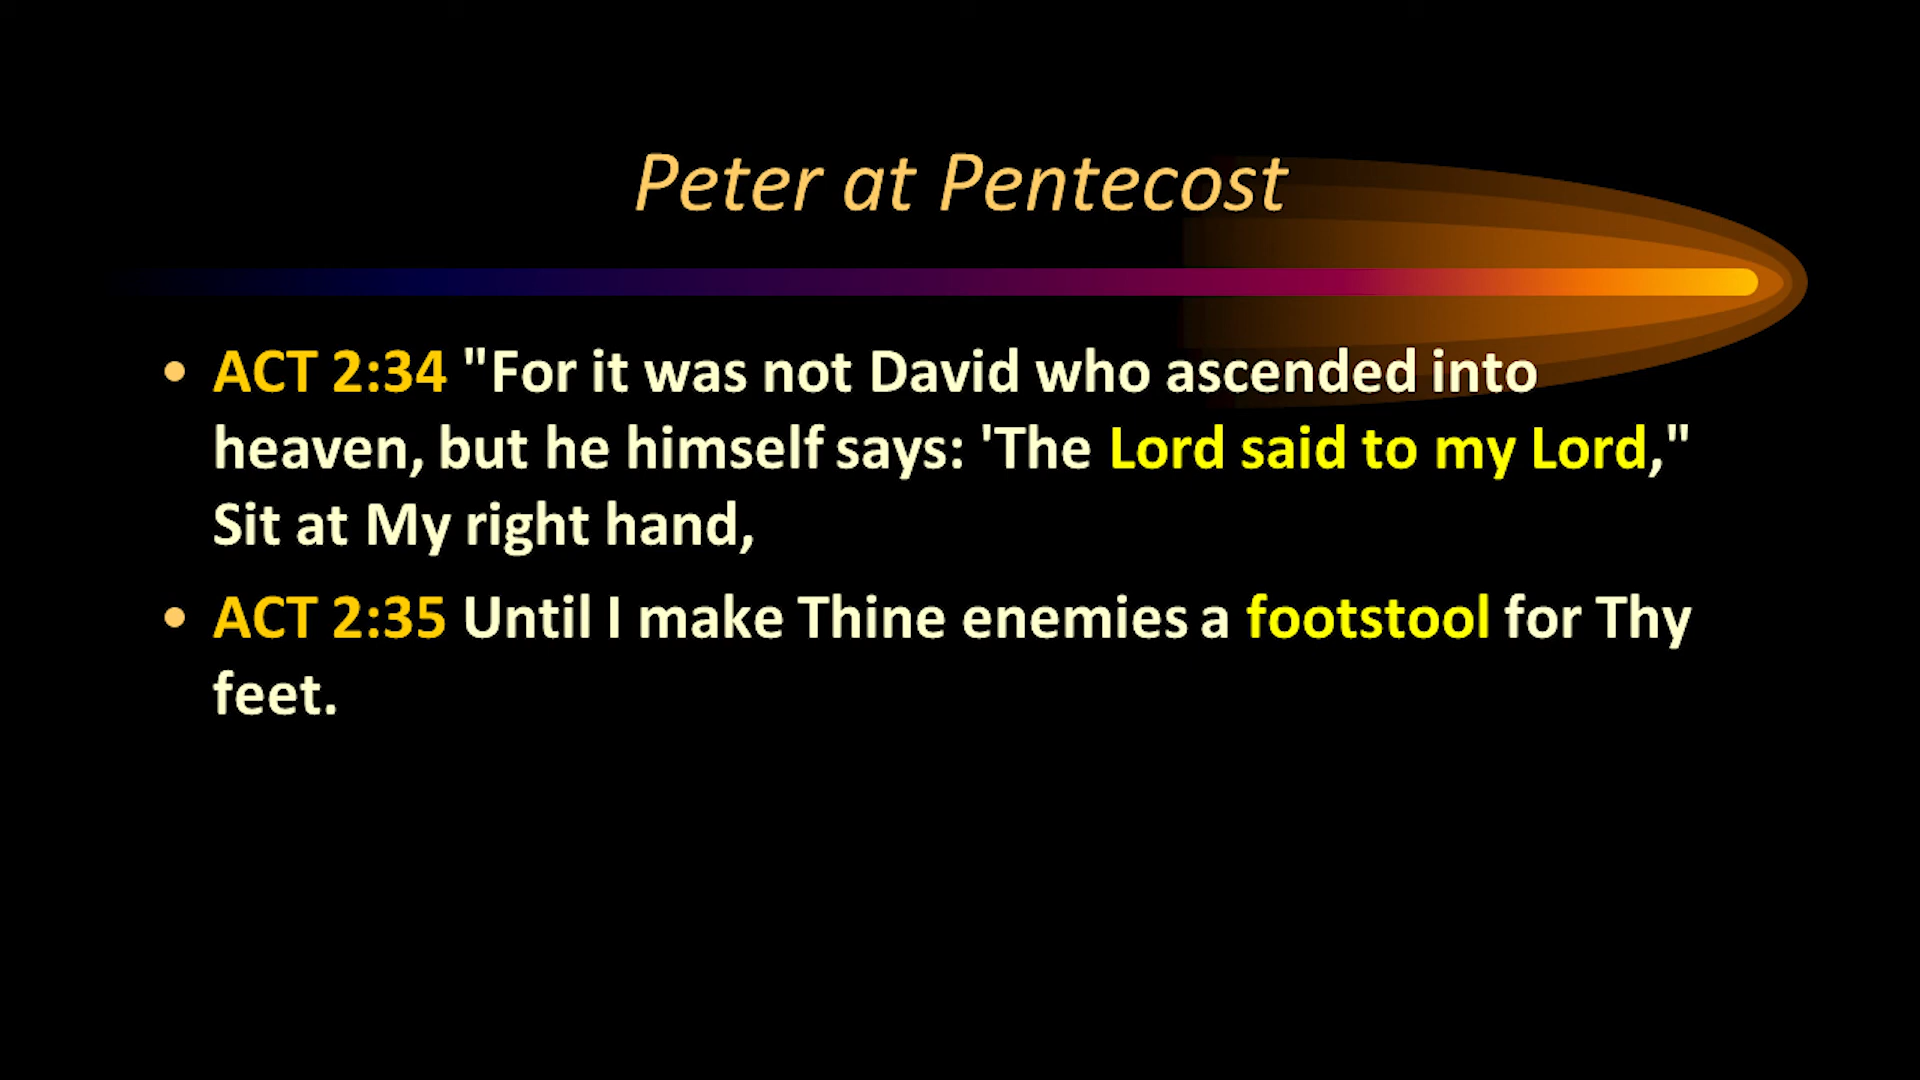 Peter at Pentecost
• ACT 2:34 "For it was not David who ascended into
heaven, but he himself says: 'The Lord said to my Lord,"
Sit at My right hand,
• ACT 2:35 Until I make Thine enemies a footstool for Thy
feet.